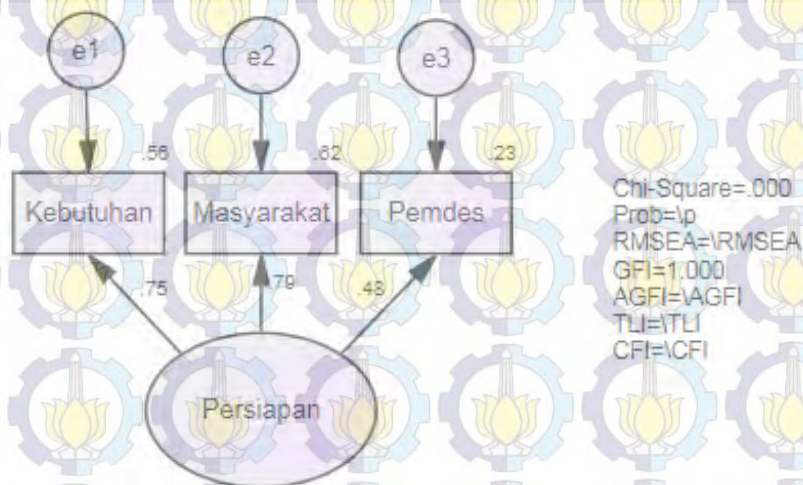 e1 e2 e3
.56 .62 .23
Kebutuhan Masyarakat Pemdes
.75 .79 .48
Persiapan
Chi-Square=.000
Prob=\p
RMSEA=\RMSEA
GFI=1.000
AGFI=\AGFI
TLI=\TLI
CFI=\CFI